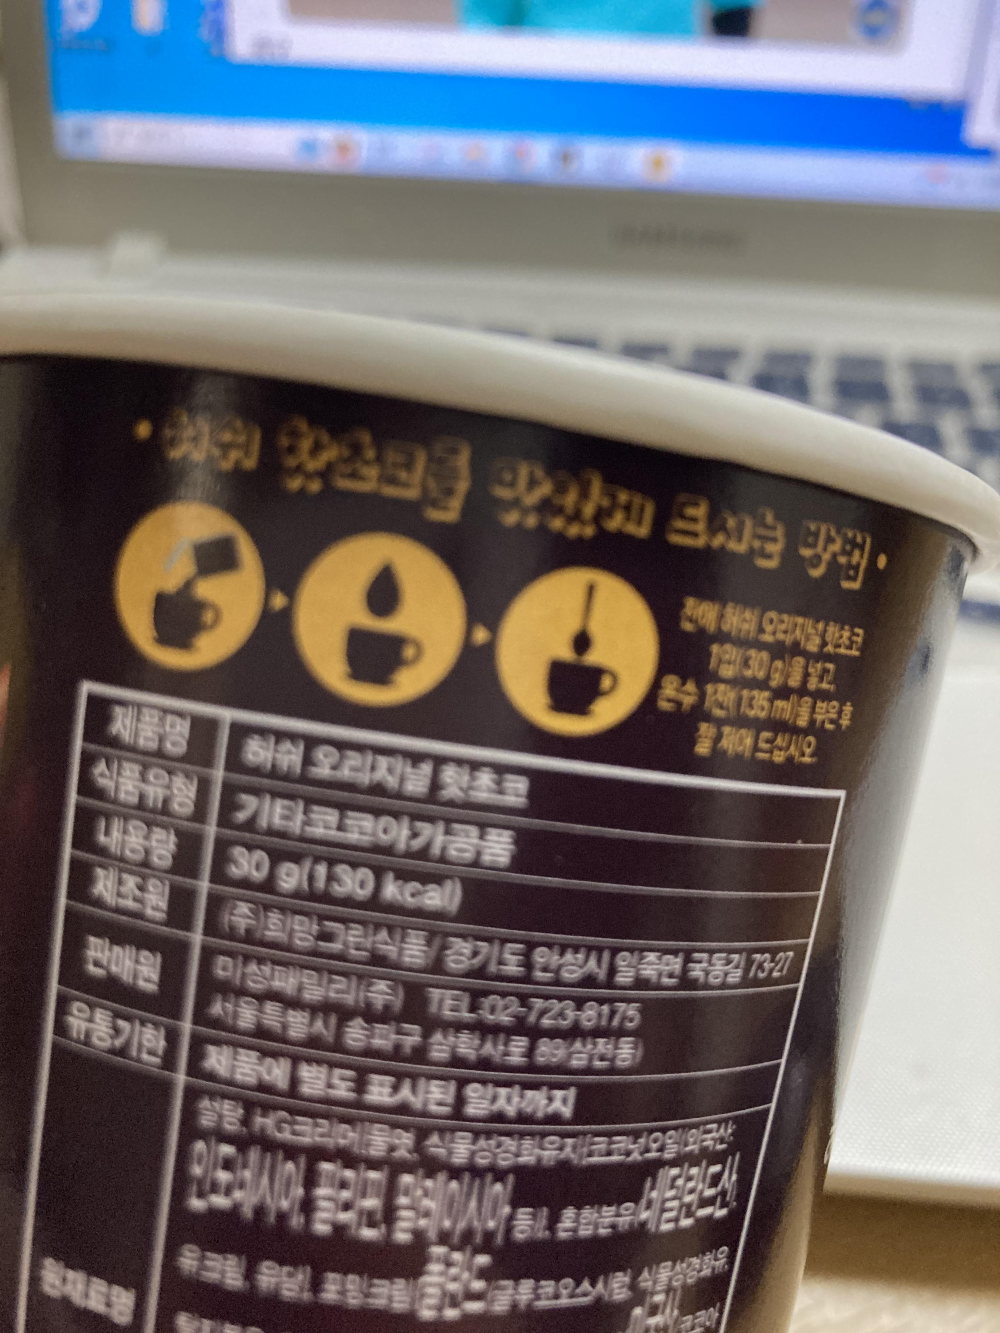 · 허쉬 핫초코를 맛있게 드시는 방법 ·
잔에 허쉬 오리지널 핫초코
1입(30 g)을 넣고,
온수 1잔(135 ml)을 부은 후
잘 저어 드십시오
제품명 허쉬 오리지널 핫초코
식품유형 기타코코아가공품
내용량 30 g(130 kcal)
제조원 (주)희망그린식품/ 경기도 안성시 일죽면 국동길 73-27
판매원 미성패밀리(주) TEL:02-723-8175
서울특별시 송파구 삼학사로 89(삼전동)
유통기한 제품에 별도 표시된 일자까지
설탕, HG크리머[물엿, 식물성경화유지(코코넛오일(외국산:
인도네시아, 필리핀, 말레이시아 등)), 혼합분유(네덜란드산,
폴란드
원재료명 유크림, 유당), 포밍크림(글루코오스시럽, 식물성경화유
코코아